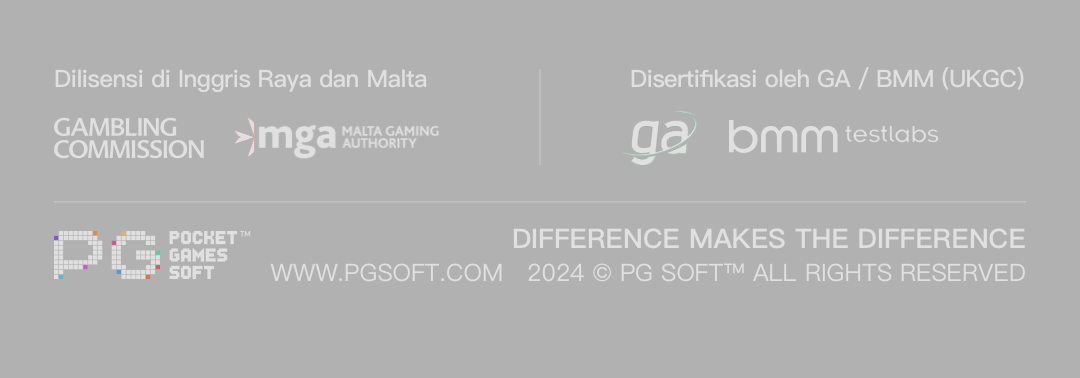 Dilisensi di Inggris Raya dan Malta
GAMBLING
COMMISSION
mga MALTA GAMING
AUTHORITY
Disertifikasi oleh GA / BMM (UKGC)
ga
bmm testlabs
PG POCKET™
GAMES
SOFT
WWW.PGSOFT.COM
DIFFERENCE MAKES THE DIFFERENCE
2024 © PG SOFT™ ALL RIGHTS RESERVED